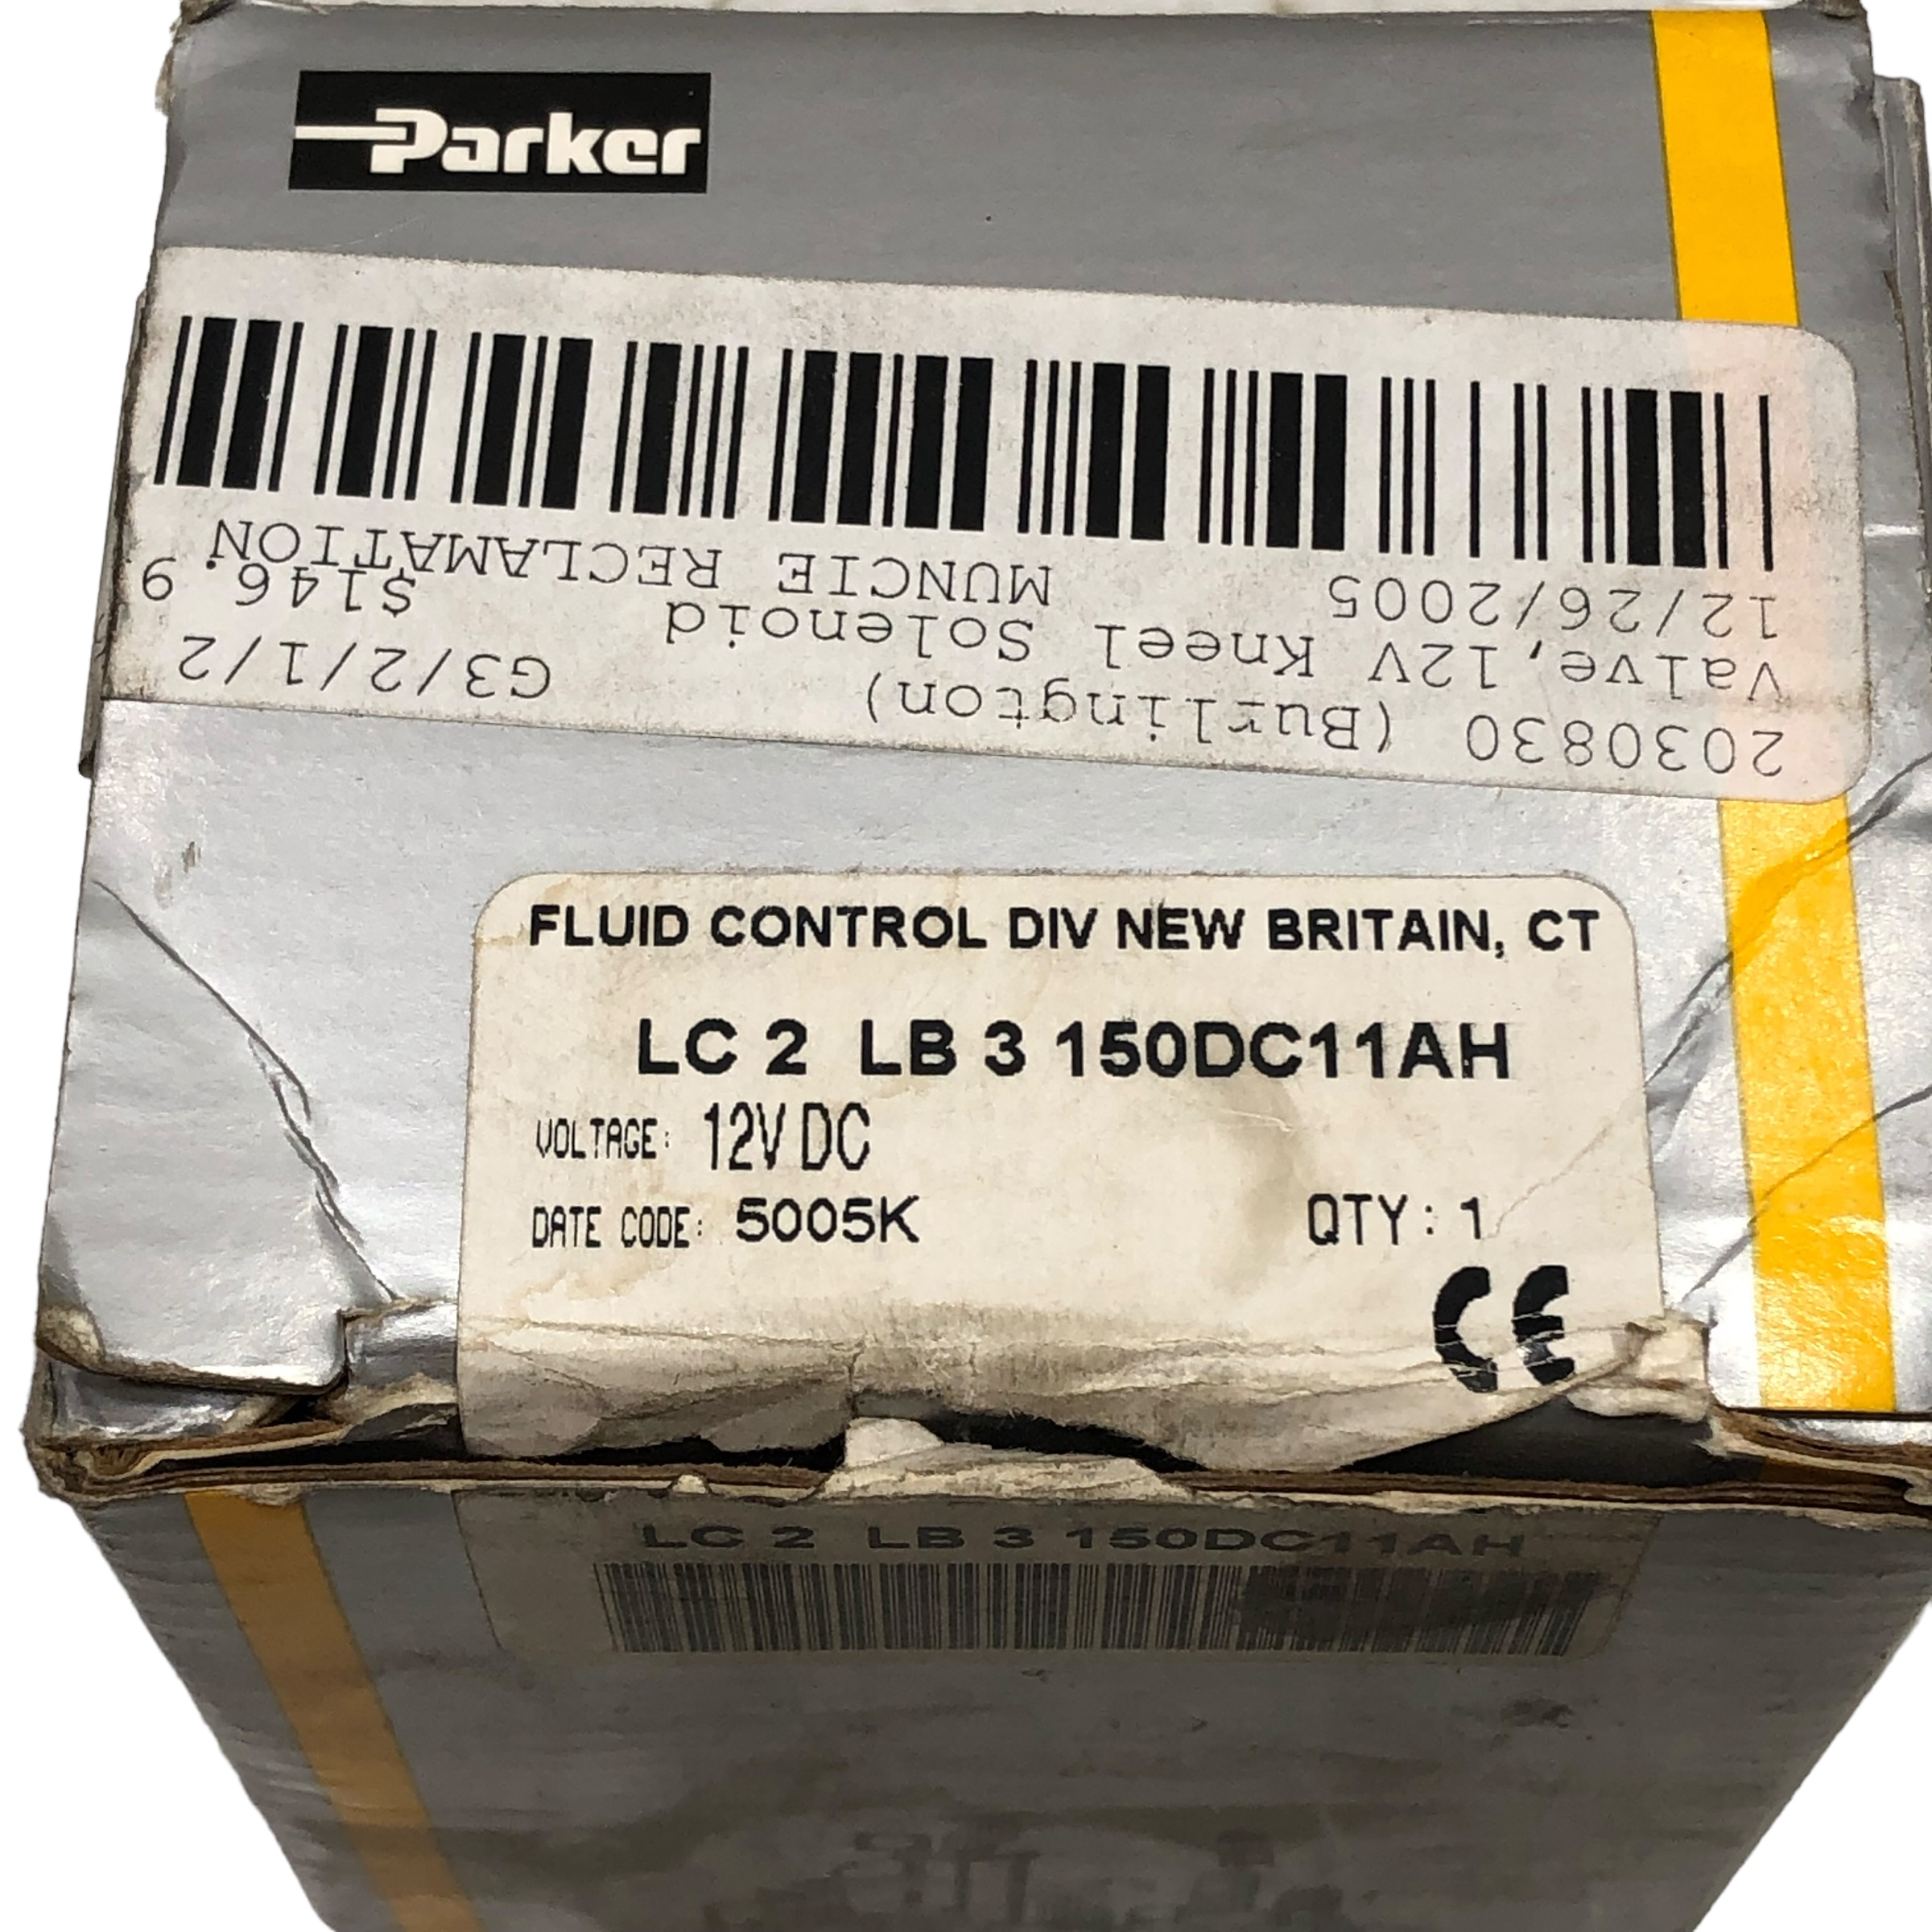 Parker
2030830 (Burlington) G3/2/1/2
Valve, 12V Kneel Solenoid $146.9
12/26/2005 MUNCIE RECLAMATION
FLUID CONTROL DIV NEW BRITAIN, CT
LC 2 LB 3 150DC11AH
VOLTAGE: 12V DC
DATE CODE: 5005K QTY: 1
CE
LC 2 LB 3 150DC11AH